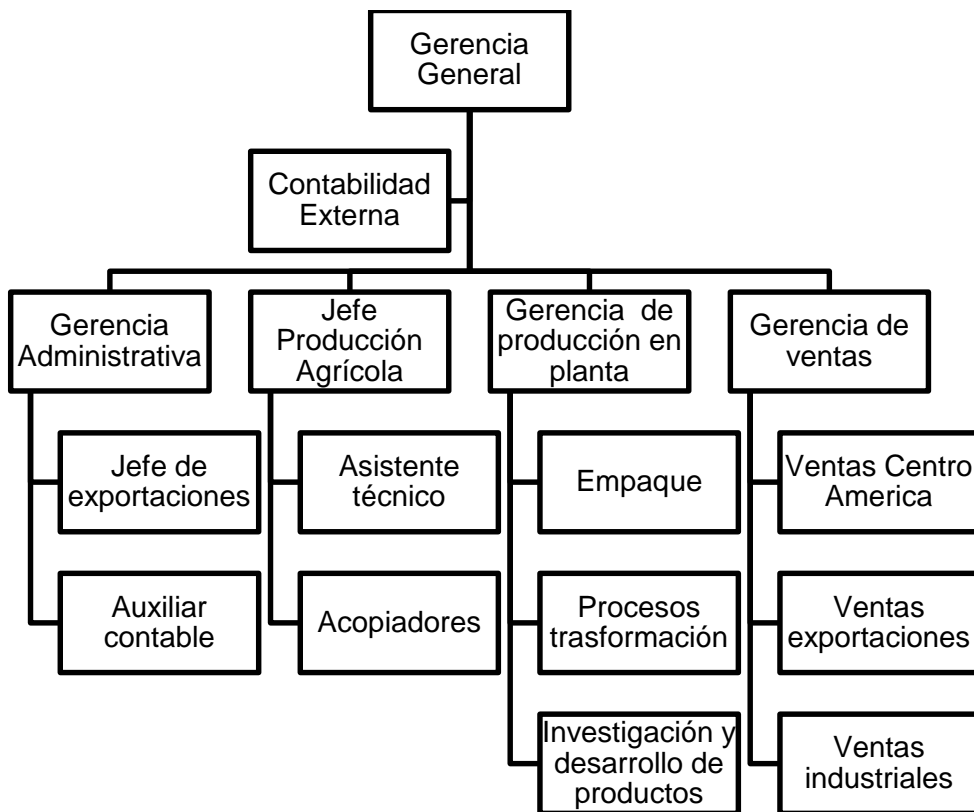 Gerencia
General
Contabilidad
Externa
Gerencia
Administrativa
Jefe
Producción
Agrícola
Gerencia de
producción en
planta
Gerencia de
ventas
Jefe de
exportaciones
Asistente
técnico
Empaque
Ventas Centro
America
Auxiliar
contable
Acopiadores
Procesos
trasformación
Ventas
exportaciones
Investigación y
desarrollo de
productos
Ventas
industriales